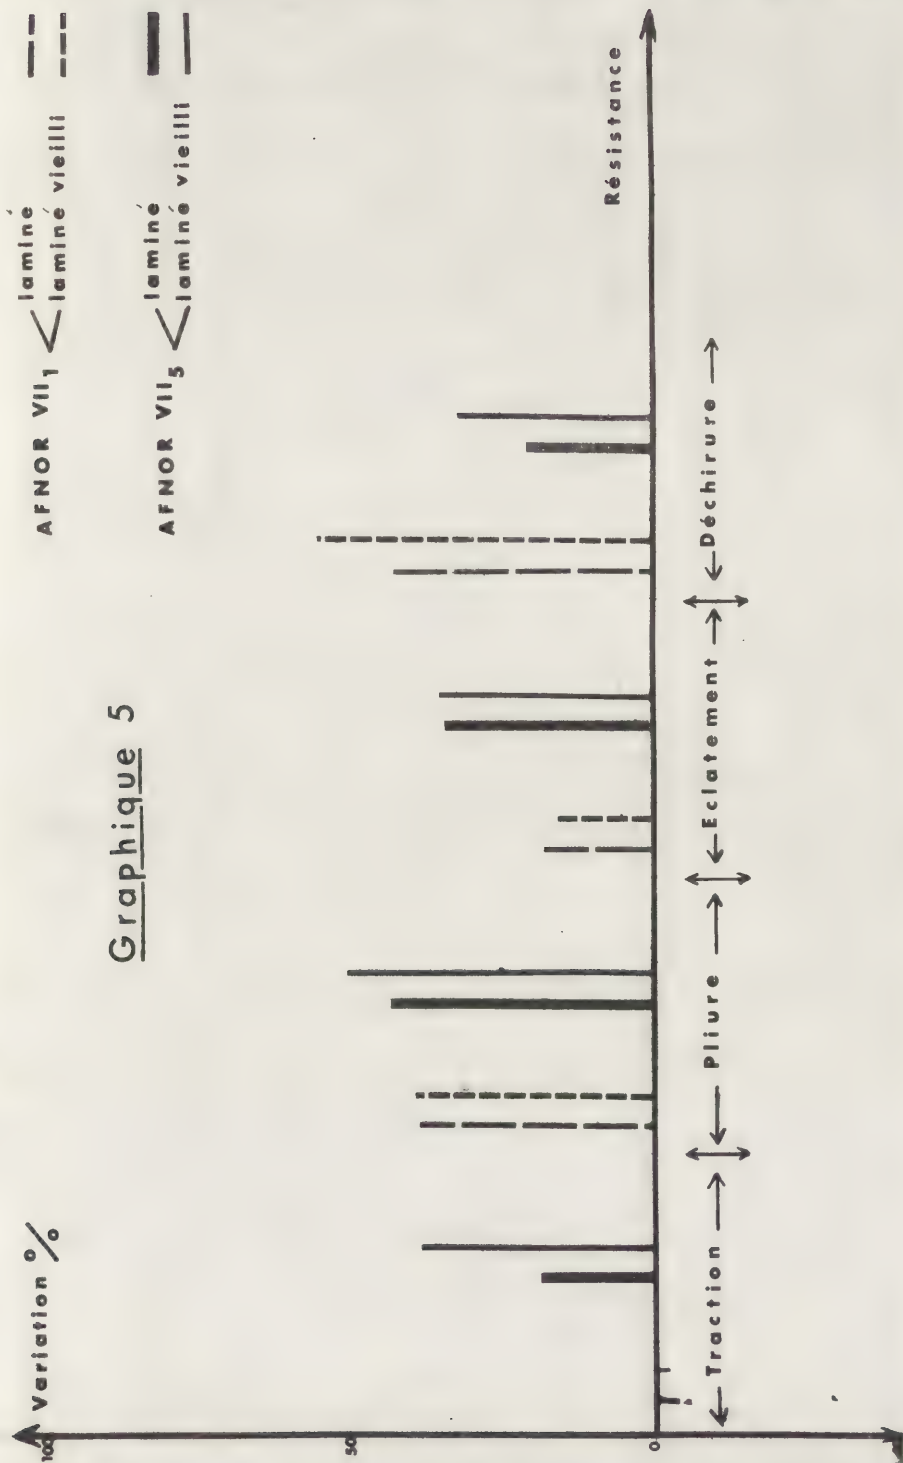 AFNOR VII1 < laminé
laminé vieilli
AFNOR VII5 < laminé
laminé vieilli
Graphique 5
Variation %
100
50
0
Résistance
Traction
Pliure
Eclatement
Déchirure